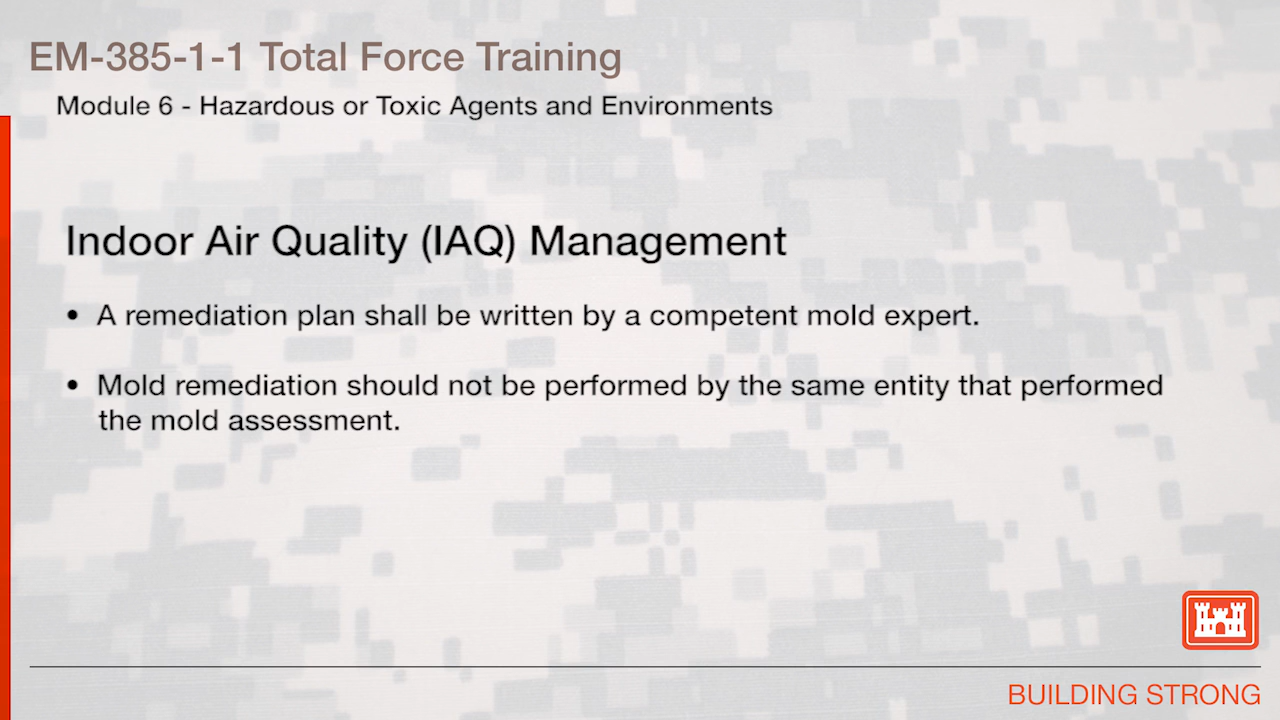 EM-385-1-1 Total Force Training
Module 6 - Hazardous or Toxic Agents and Environments
Indoor Air Quality (IAQ) Management
• A remediation plan shall be written by a competent mold expert.
• Mold remediation should not be performed by the same entity that performed
the mold assessment.
BUILDING STRONG